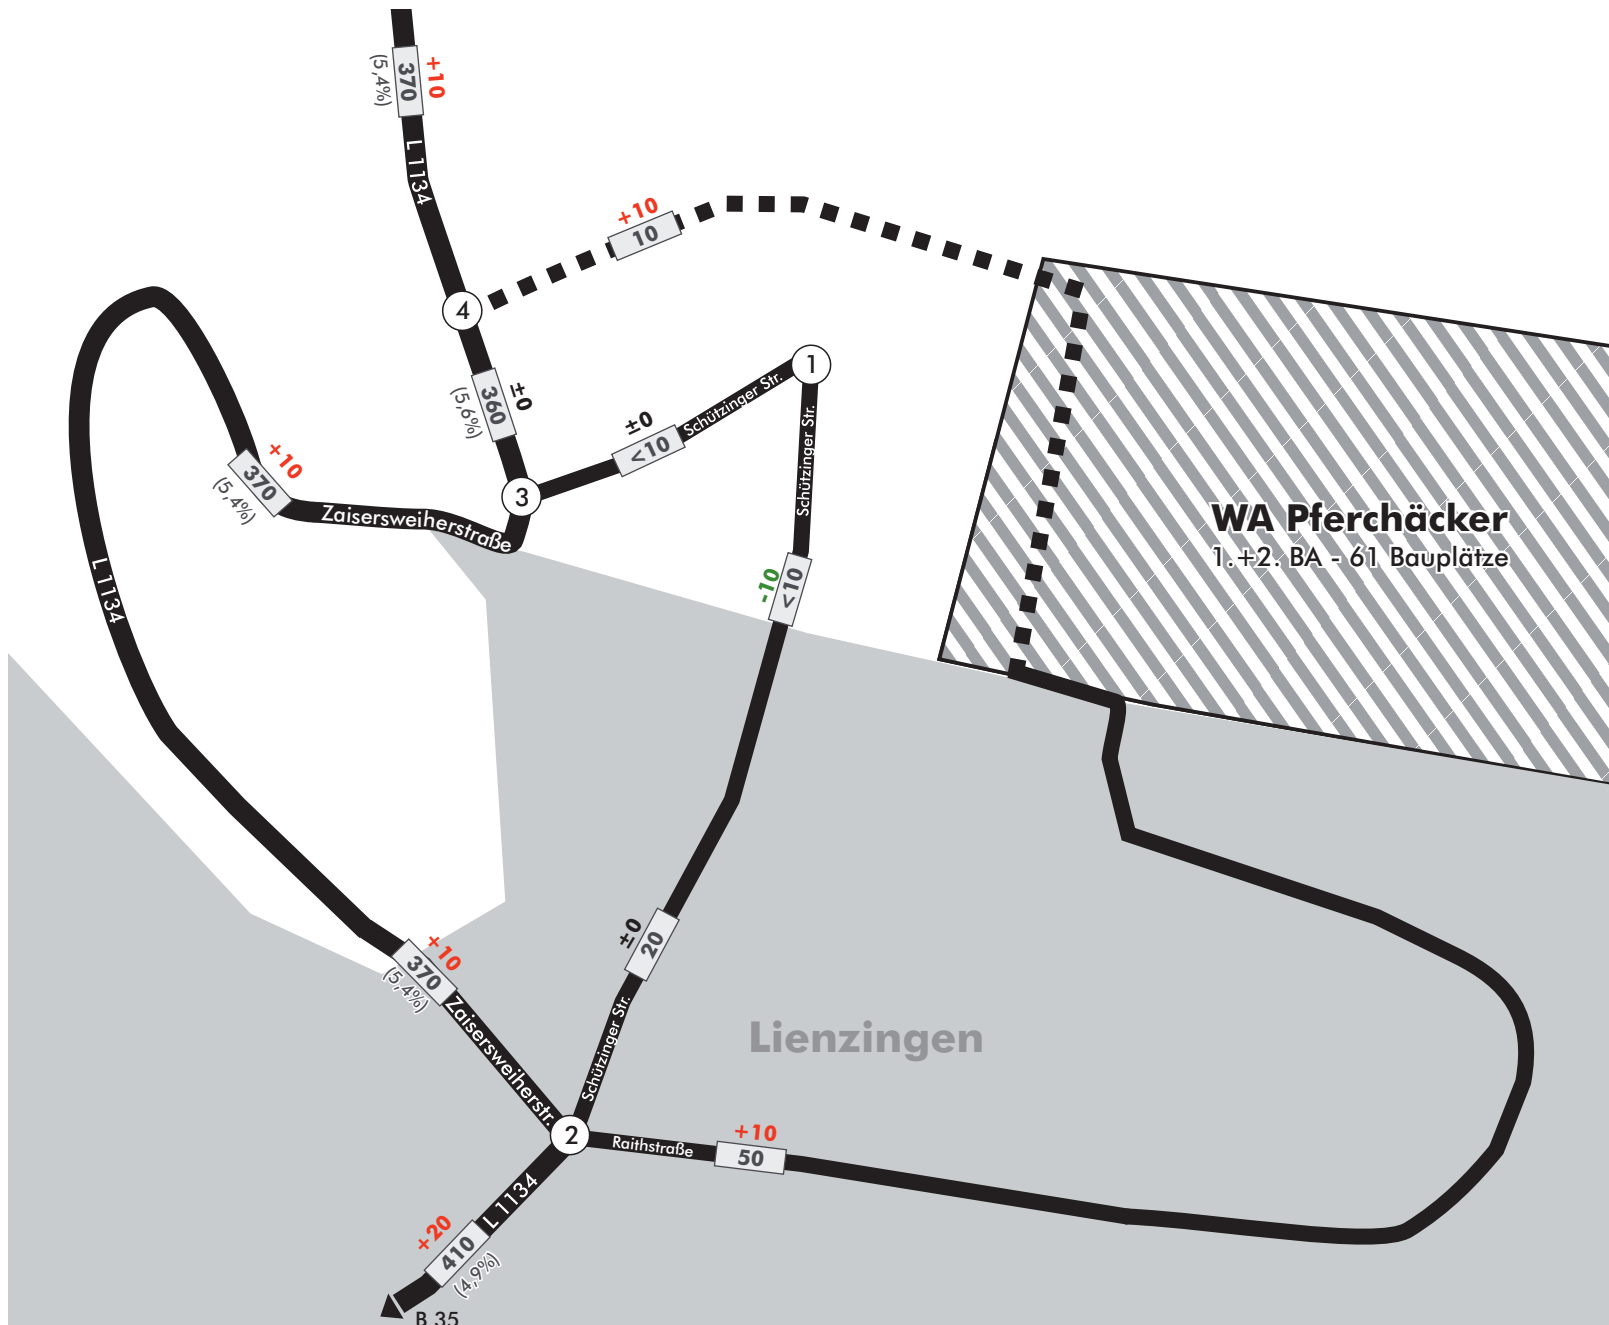 +10
370
(5,4%)
L 1134
+10
10
4
1
360
±0
(5,6%)
Schützinger Str.
±0
<10
Schützinger Str.
+10
370
(5,4%)
3
Zaisersweiherstraße
WA Pferchäcker
1.+2. BA - 61 Bauplätze
L 1134
-10
<10
±0
20
+10
370
(5,4%)
Zaisersweiherstr.
Schützinger Str.
Lienzingen
2
Raithstraße
+10
50
L 1134
+20
410
(4,9%)
B 35